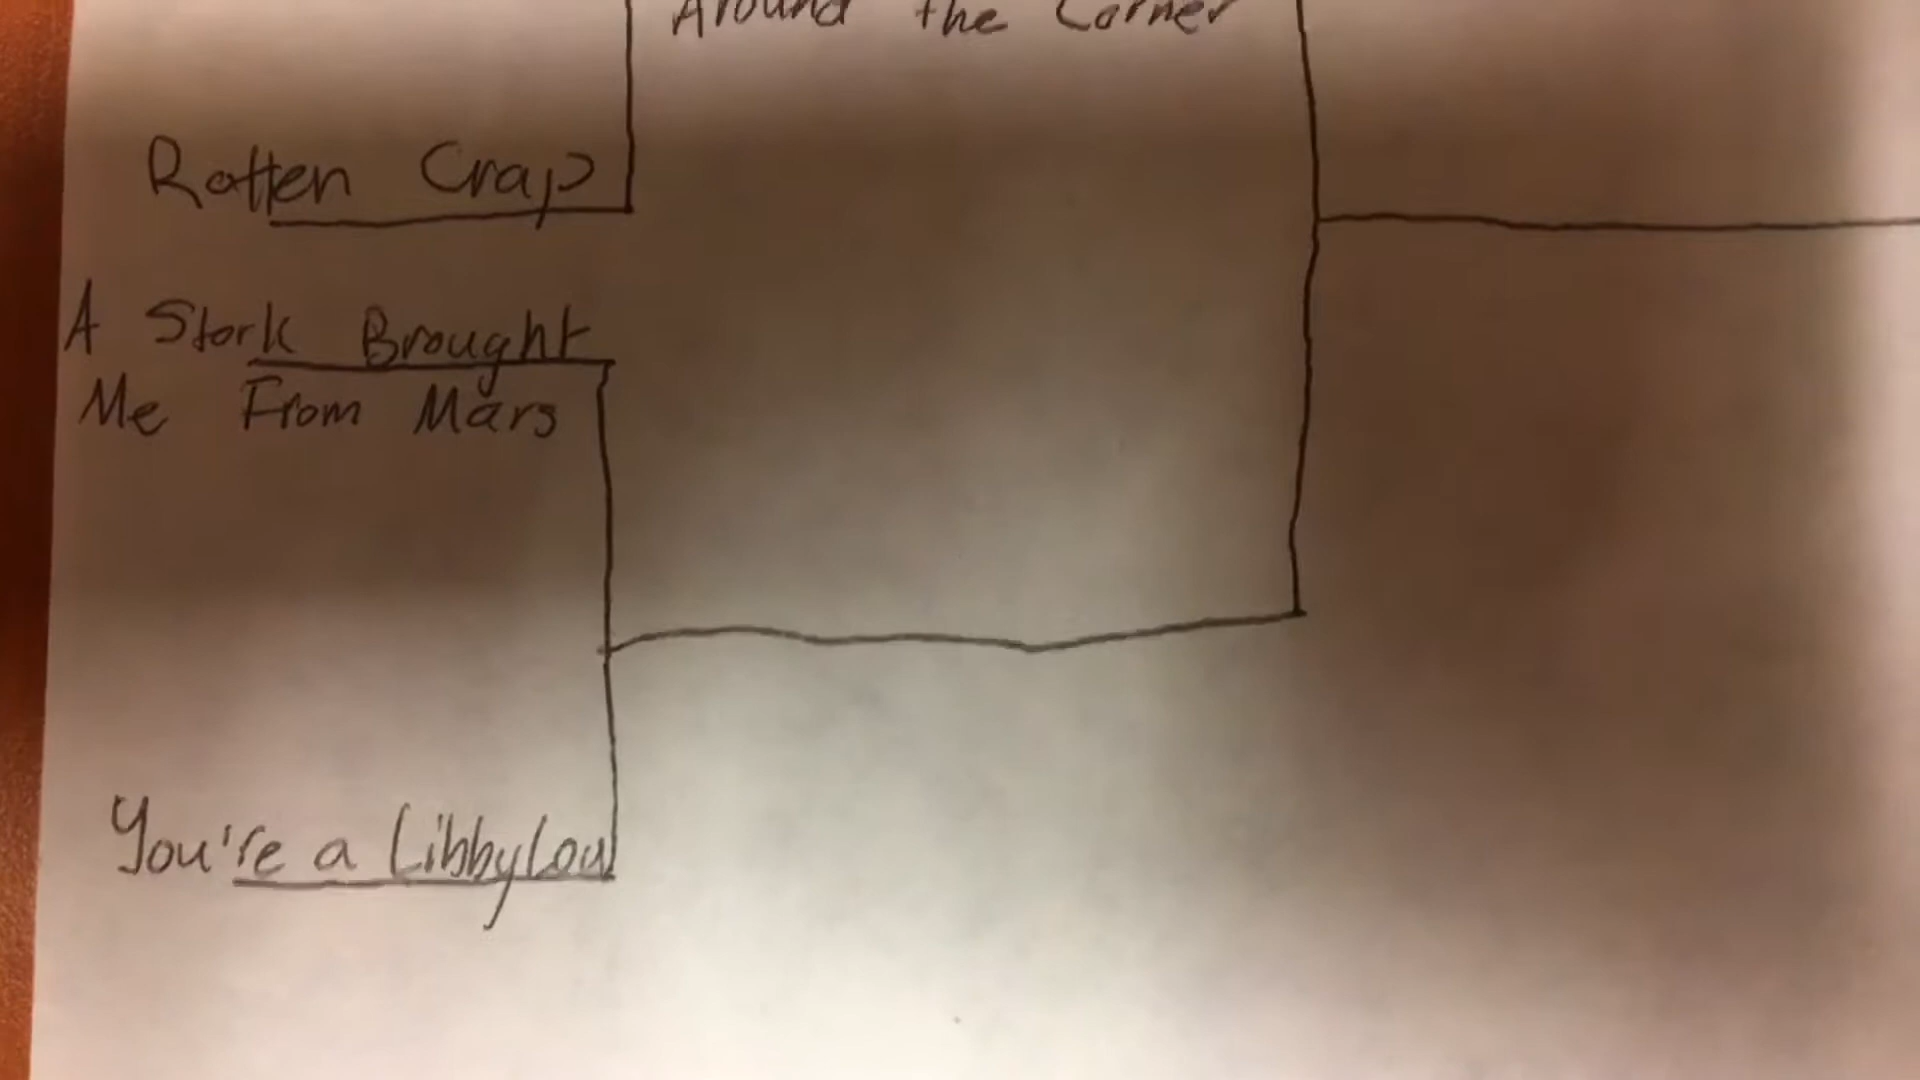 Around the Corner
Rotten Crap
A Stork Brought
Me From Mars
You're a LibbyLou